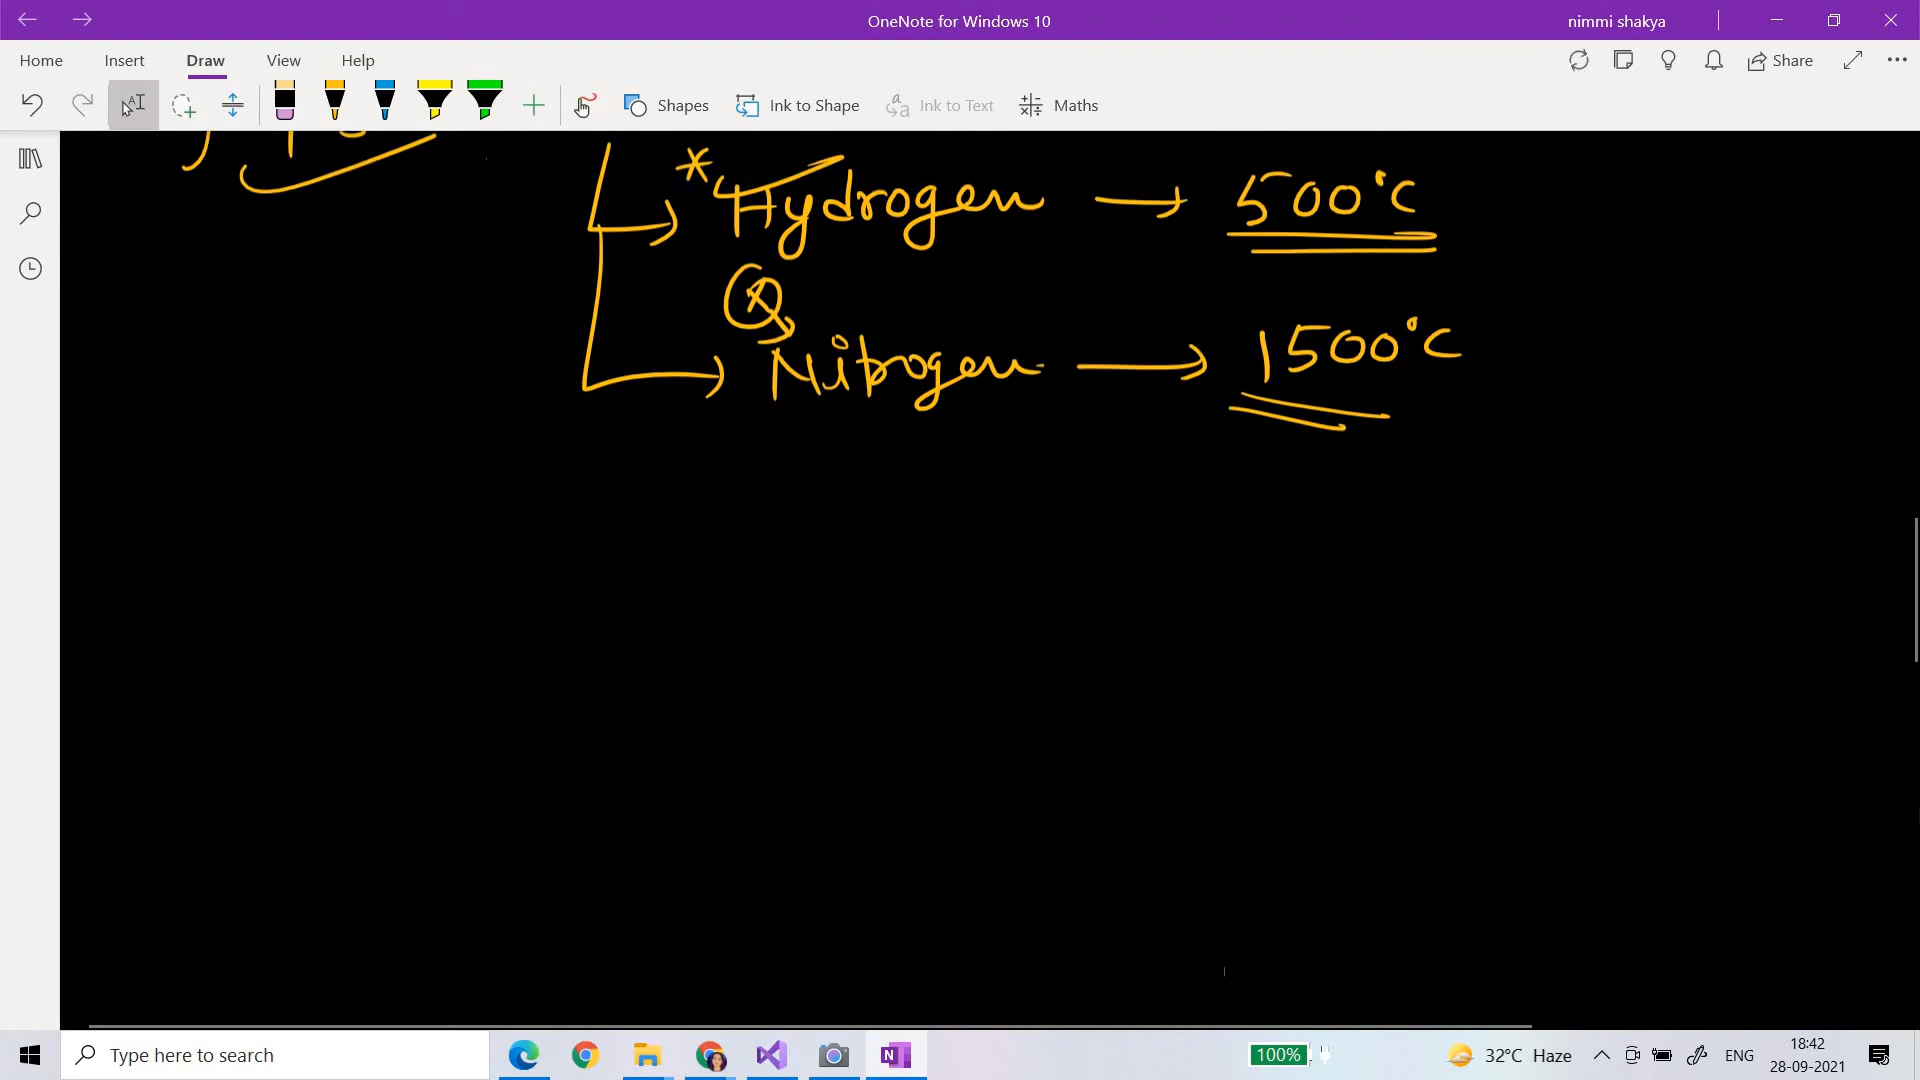 OneNote for Windows 10
nimmi shakya
Home Insert Draw View Help
Share
Shapes Ink to Shape Ink to Text Maths
* Hydrogen → 500°C
Nitrogen → 1500°C
Type here to search
100%
32°C Haze
ENG
18:42
28-09-2021